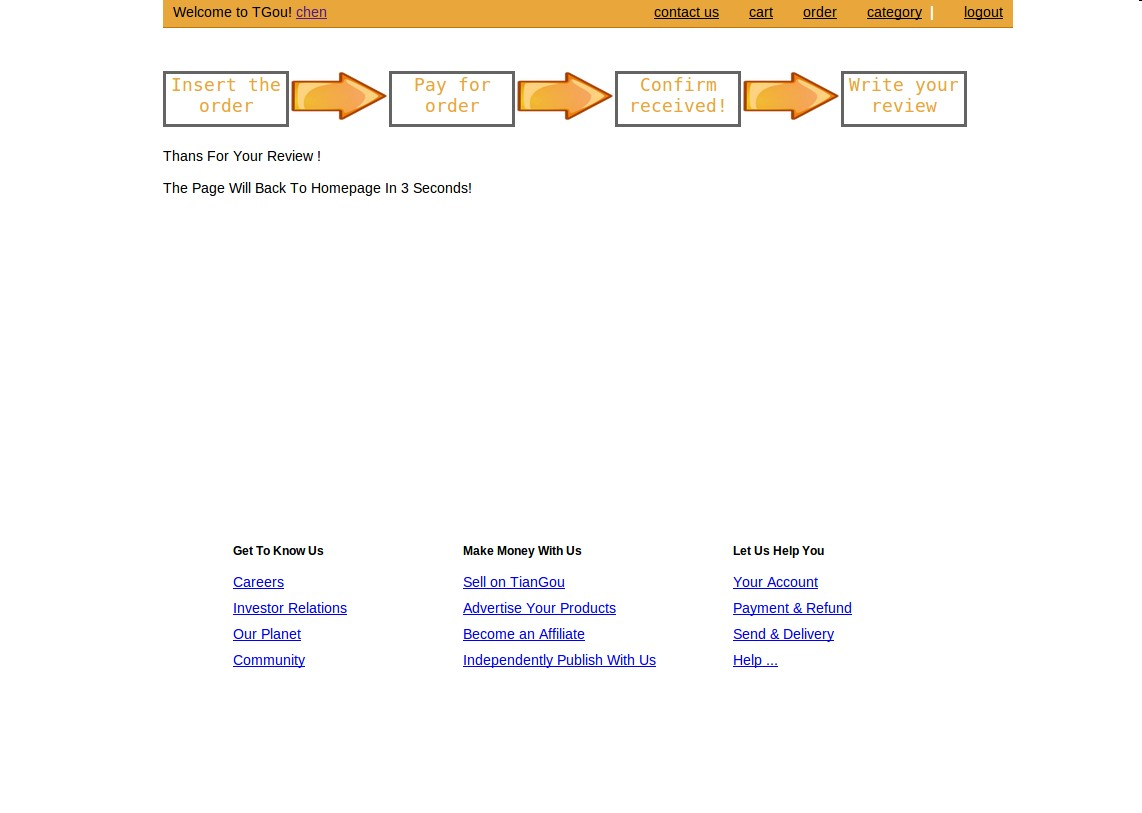 Welcome to TGou! chen contact us cart order category | logout
Insert the
order
Pay for
order
Confirm
received!
Write your
review
Thans For Your Review !
The Page Will Back To Homepage In 3 Seconds!
Get To Know Us
Careers
Investor Relations
Our Planet
Community
Make Money With Us
Sell on TianGou
Advertise Your Products
Become an Affiliate
Independently Publish With Us
Let Us Help You
Your Account
Payment & Refund
Send & Delivery
Help ...